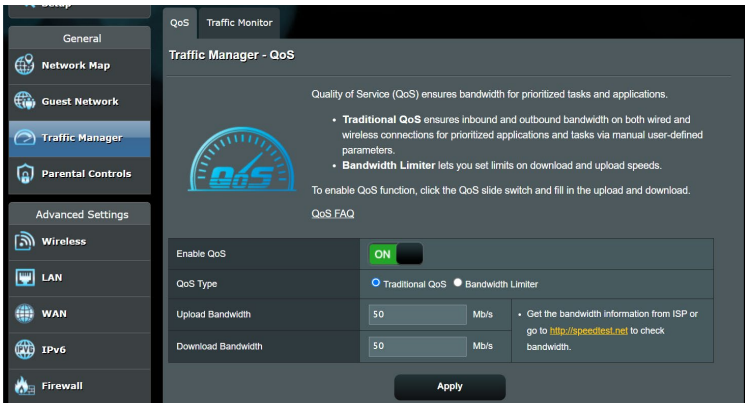 Setup
QoS
Traffic Monitor
General
Network Map
Guest Network
Traffic Manager
Parental Controls
Advanced Settings
Wireless
LAN
WAN
IPv6
IPv6
Firewall
Traffic Manager - QoS
QoS
Quality of Service (QoS) ensures bandwidth for prioritized tasks and applications.
• Traditional QoS ensures inbound and outbound bandwidth on both wired and
wireless connections for prioritized applications and tasks via manual user-defined
parameters.
• Bandwidth Limiter lets you set limits on download and upload speeds.
To enable QoS function, click the QoS slide switch and fill in the upload and download.
QoS FAQ
Enable QoS
ON
QoS Type
Traditional QoS Bandwidth Limiter
Upload Bandwidth
50 Mb/s
• Get the bandwidth information from ISP or
go to http://speedtest.net to check
bandwidth.
Download Bandwidth
50 Mb/s
Apply